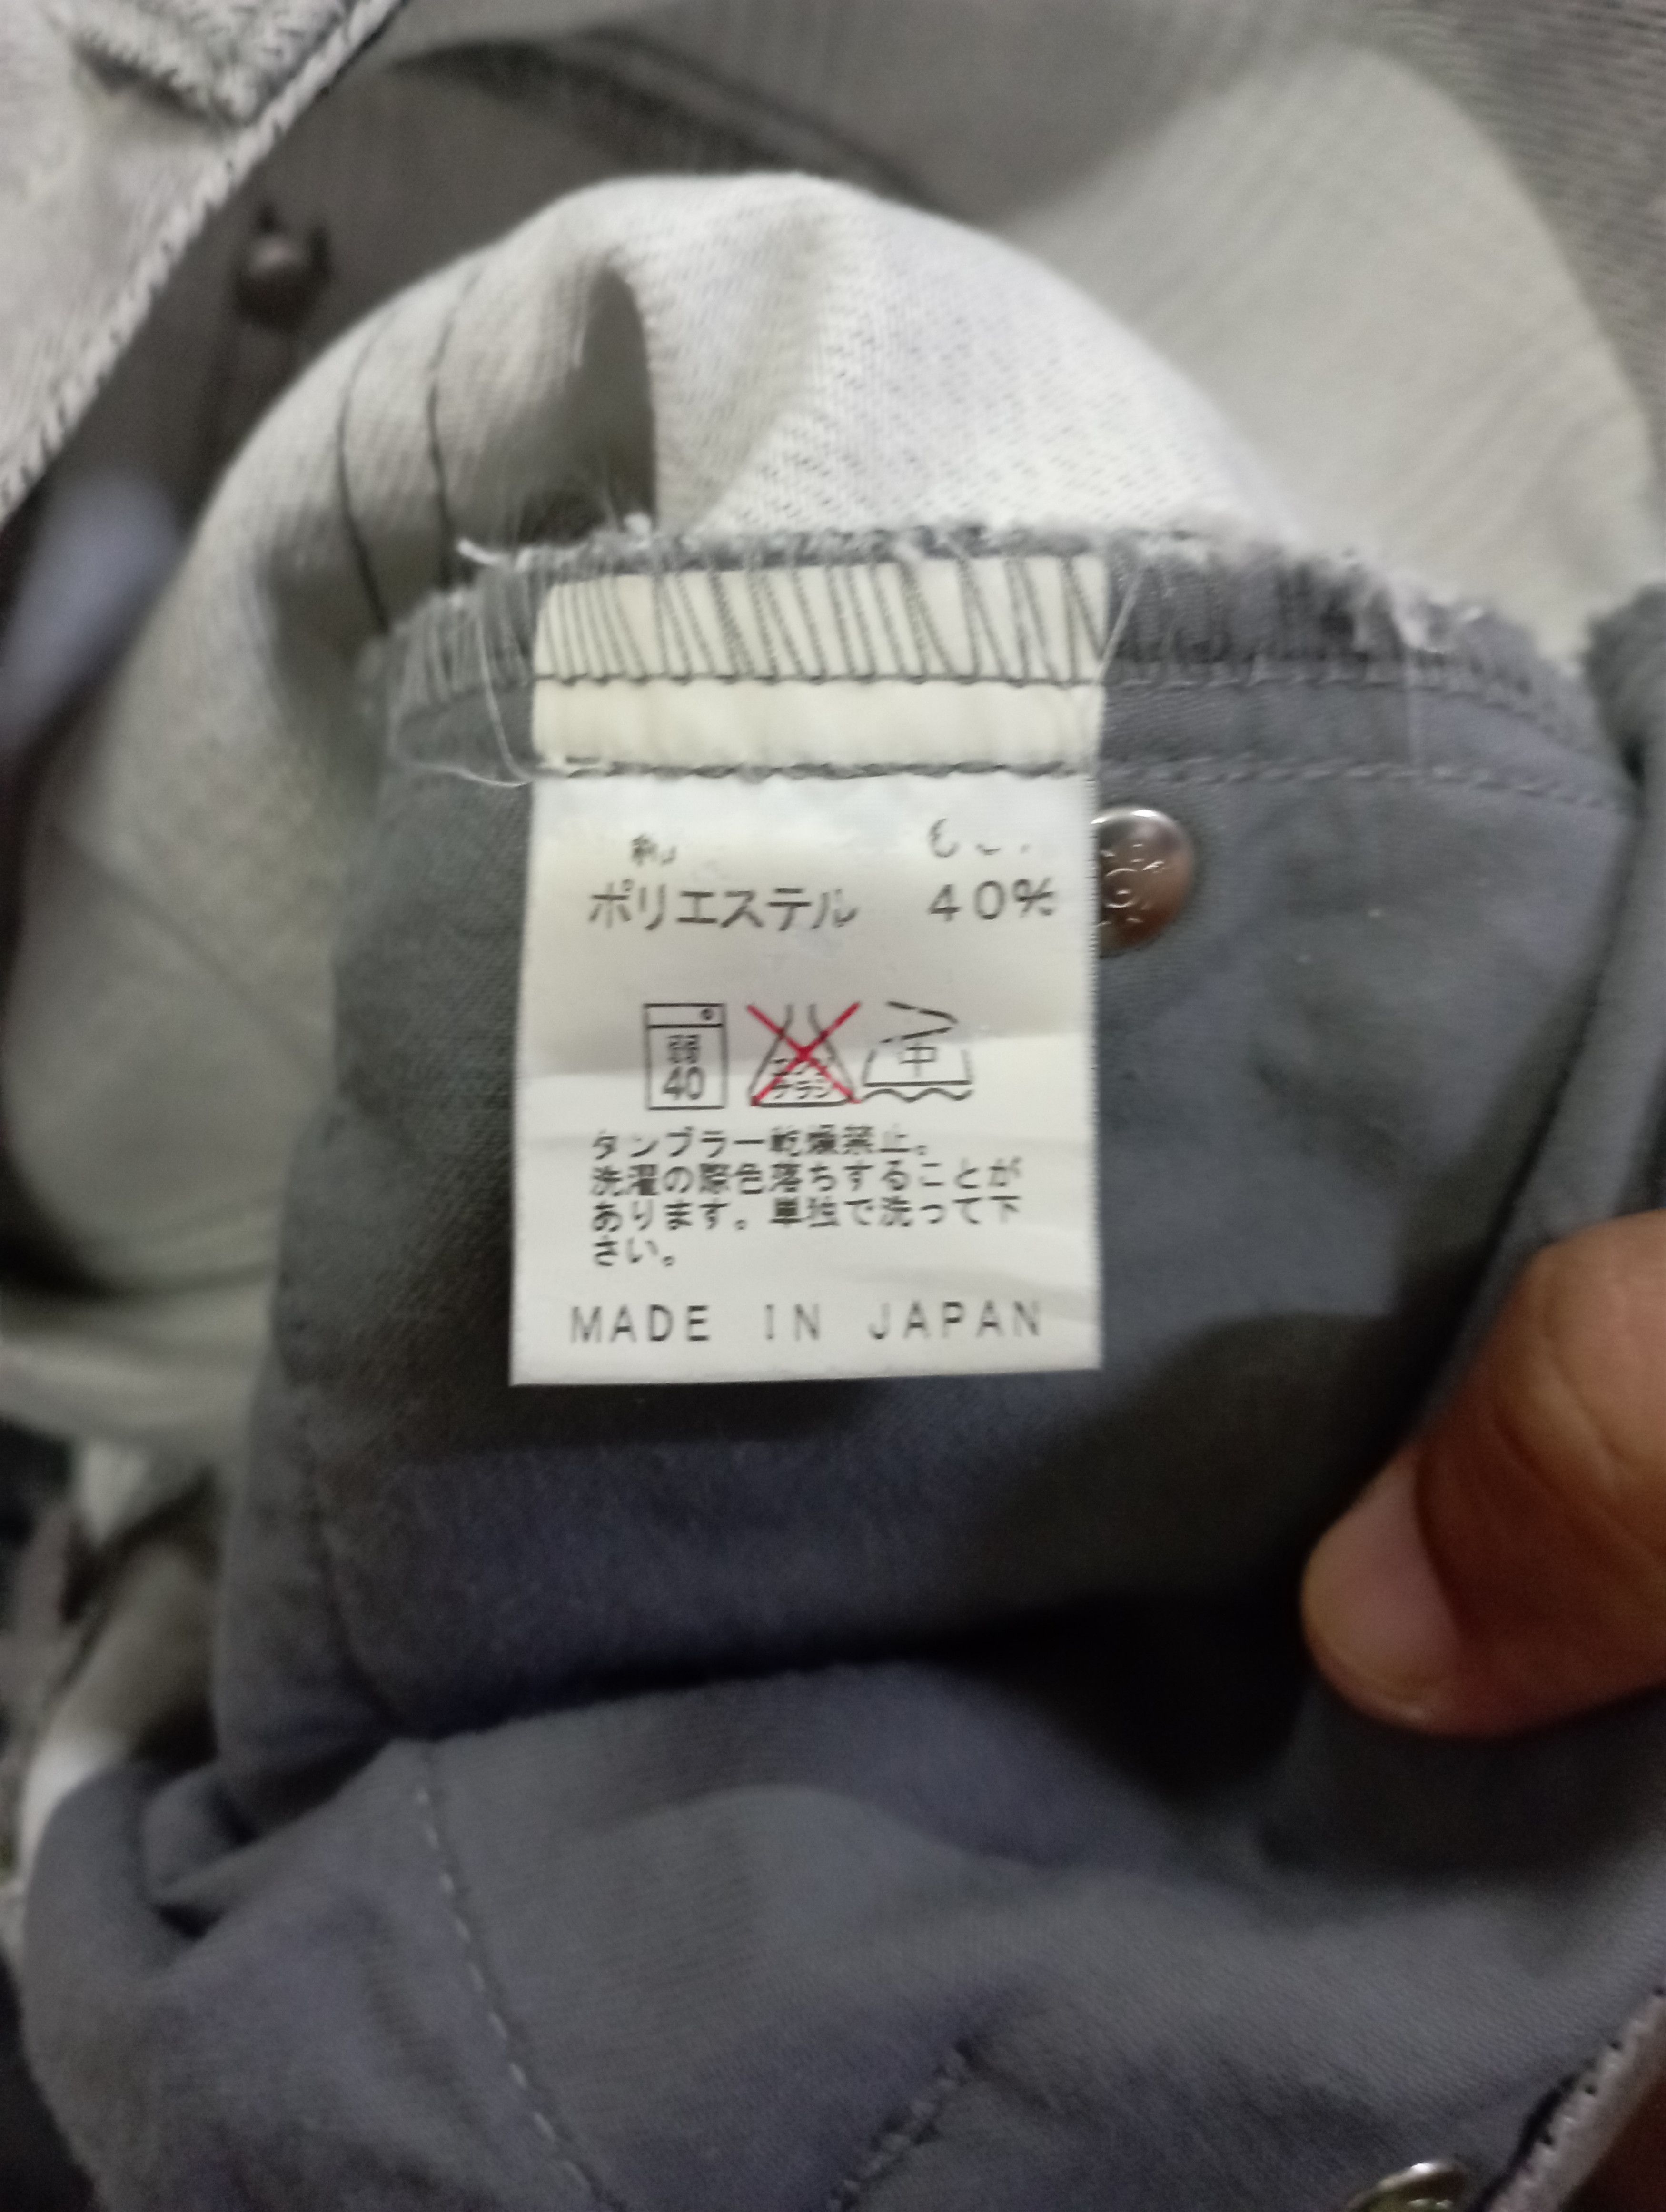 ポリエステル 40%
弱 40
中
タンブラー乾燥禁止。
洗濯の際色落ちすることが
あります。単独で洗って下
さい。
MADE IN JAPAN